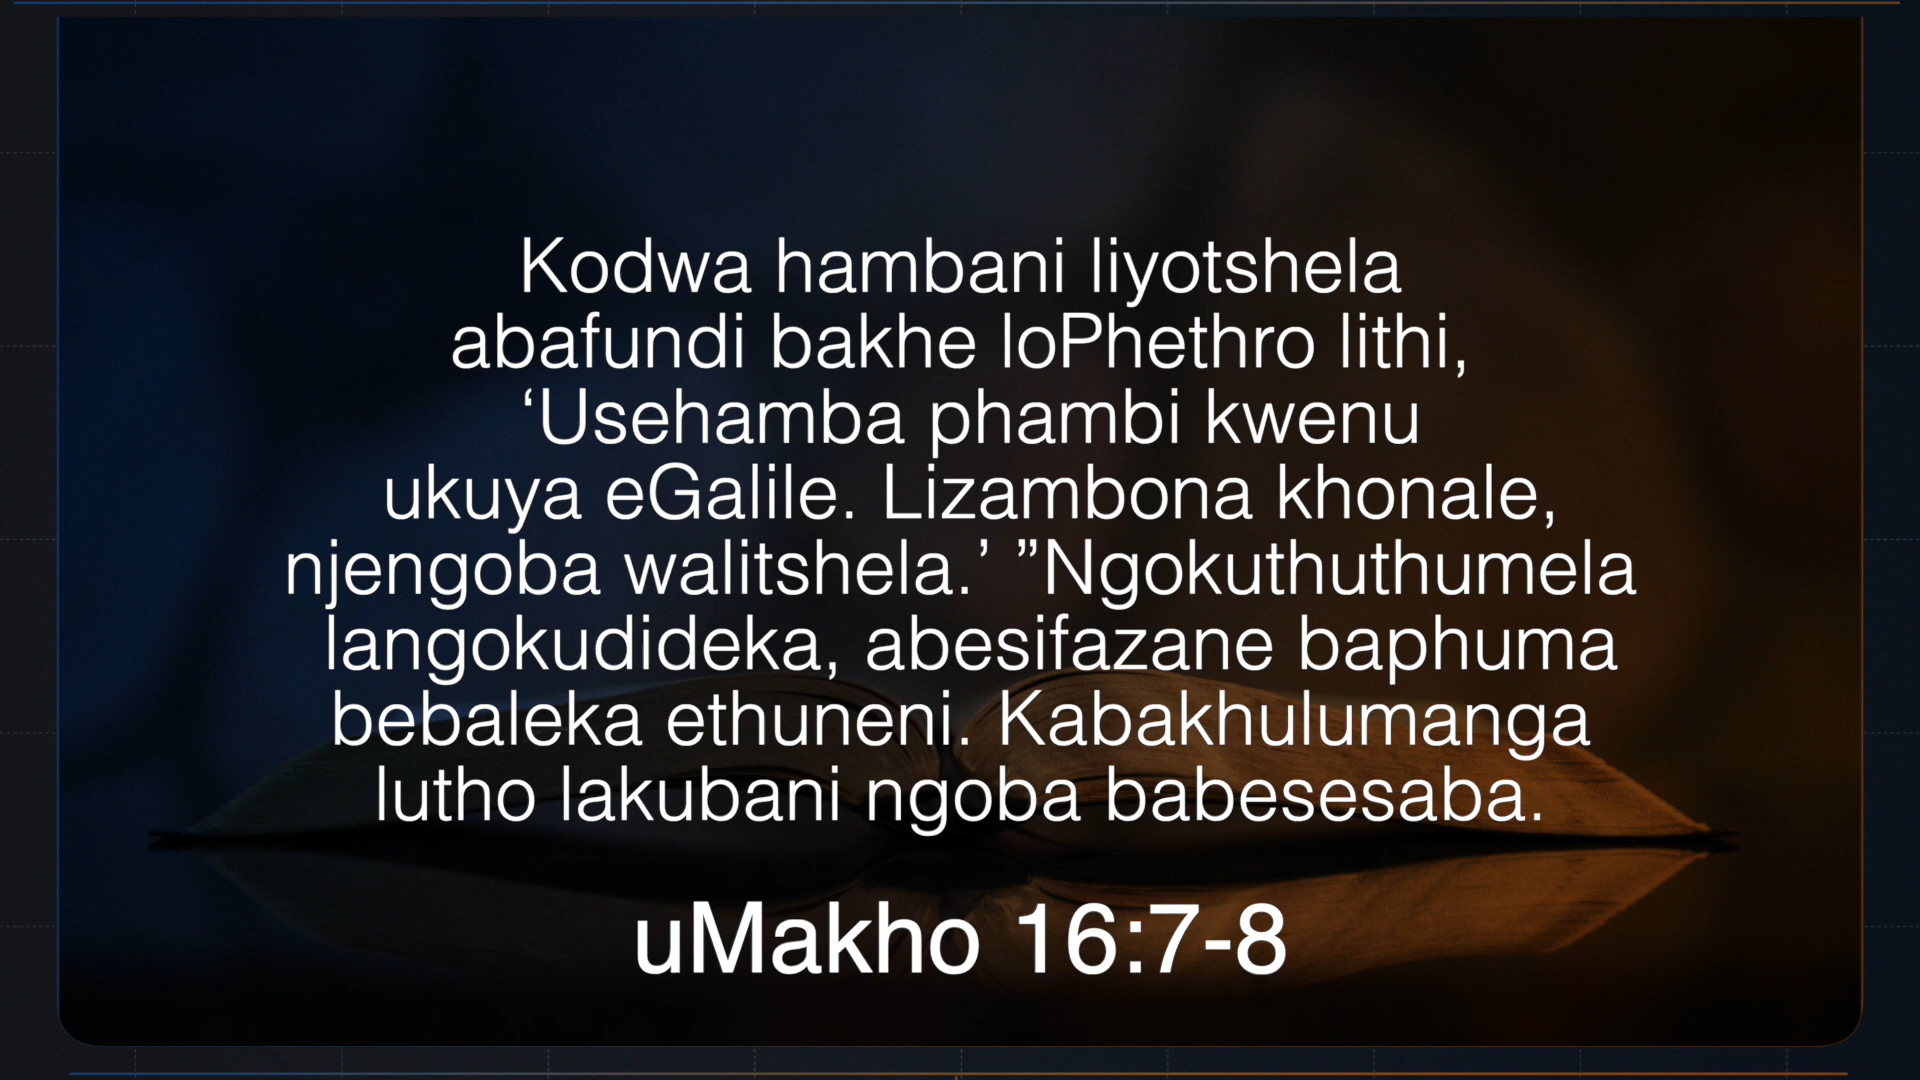 Kodwa hambani liyotshela
abafundi bakhe loPhethro lithi,
‘Usehamba phambi kwenu
ukuya eGalile. Lizambona khonale,
njengoba walitshela.’ ”Ngokuthuthumela
langokudideka, abesifazane baphuma
bebaleka ethuneni. Kabakhulumanga
lutho lakubani ngoba babesesaba.
uMakho 16:7-8